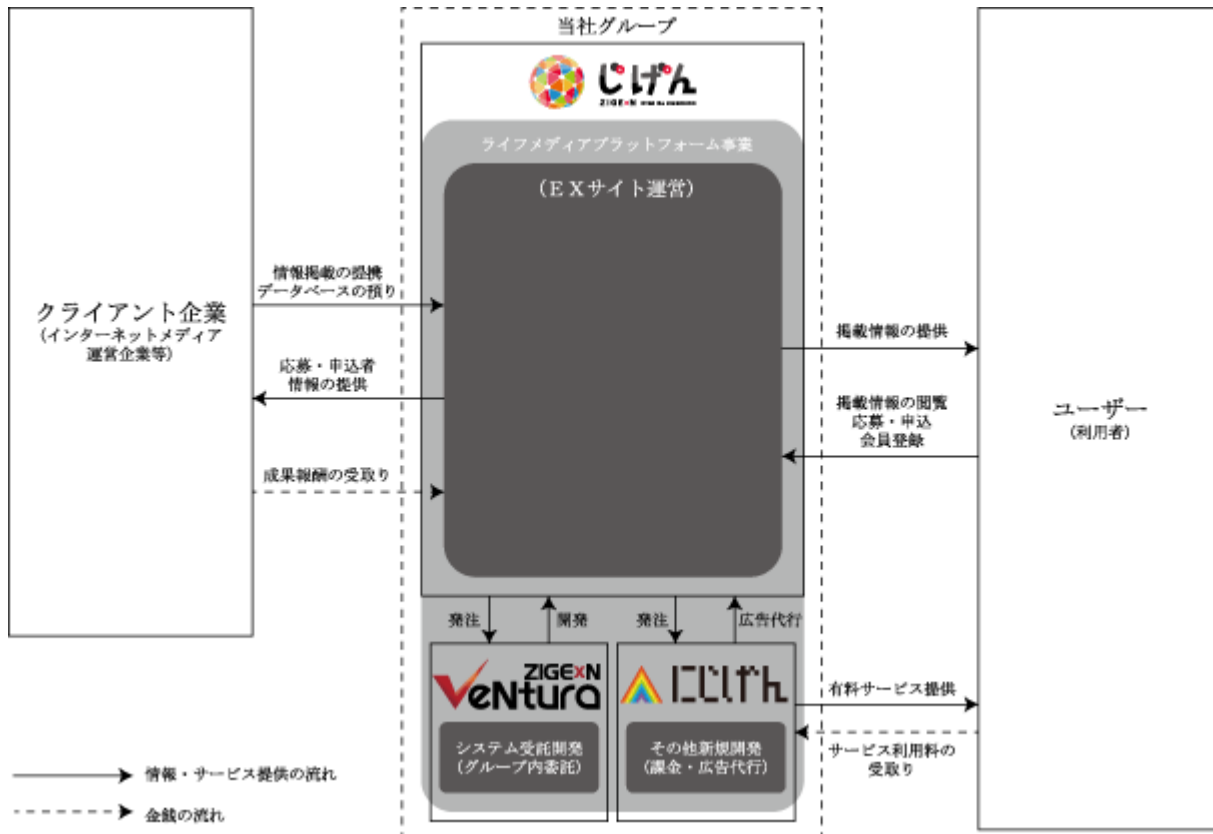 当社グループ
じげん
ZIGExN
ライフメディアプラットフォーム事業
(EXサイト運営)
クライアント企業
(インターネットメディア
運営企業等)
情報掲載の提携
データベースの預り
応募・申込者
情報の提供
成果報酬の受取り
掲載情報の提供
掲載情報の閲覧
応募・申込
会員登録
ユーザー
(利用者)
発注
開発
発注
広告代行
ZIGExN
VeNtura
システム受託開発
(グループ内委託)
にじげん
その他新規開発
(課金・広告代行)
有料サービス提供
サービス利用料の
受取り
情報・サービス提供の流れ
金銭の流れ